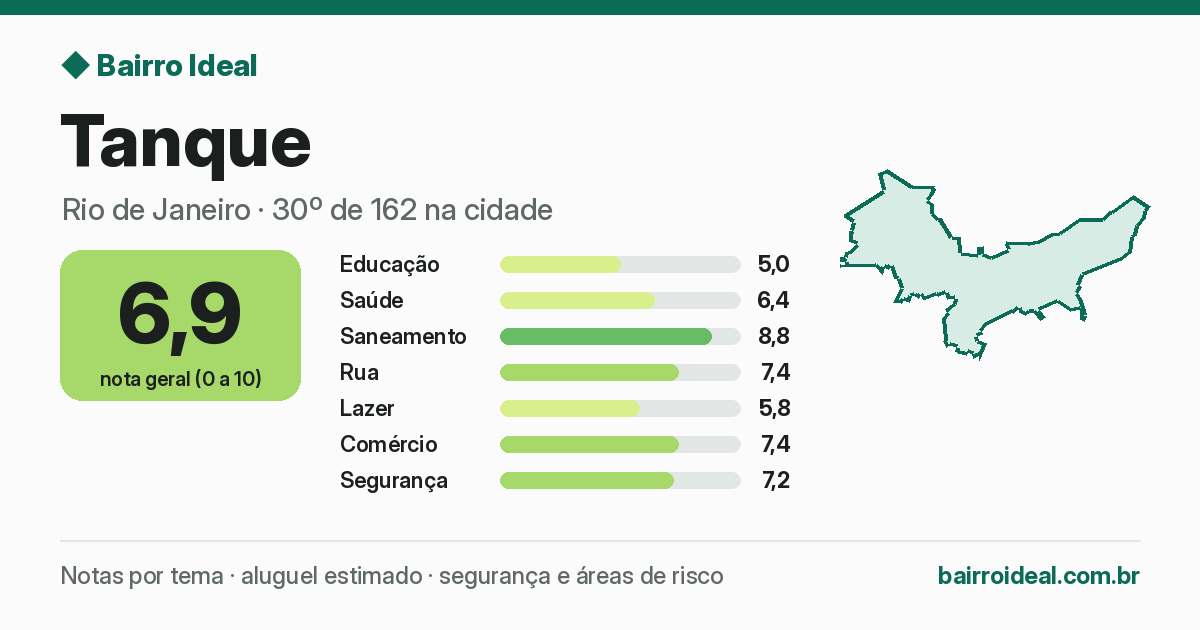 Bairro Ideal
Tanque
Rio de Janeiro · 30º de 162 na cidade
6,9
nota geral (0 a 10)
Educação 5,0
Saúde 6,4
Saneamento 8,8
Rua 7,4
Lazer 5,8
Comércio 7,4
Segurança 7,2
Notas por tema · aluguel estimado · segurança e áreas de risco
bairroideal.com.br